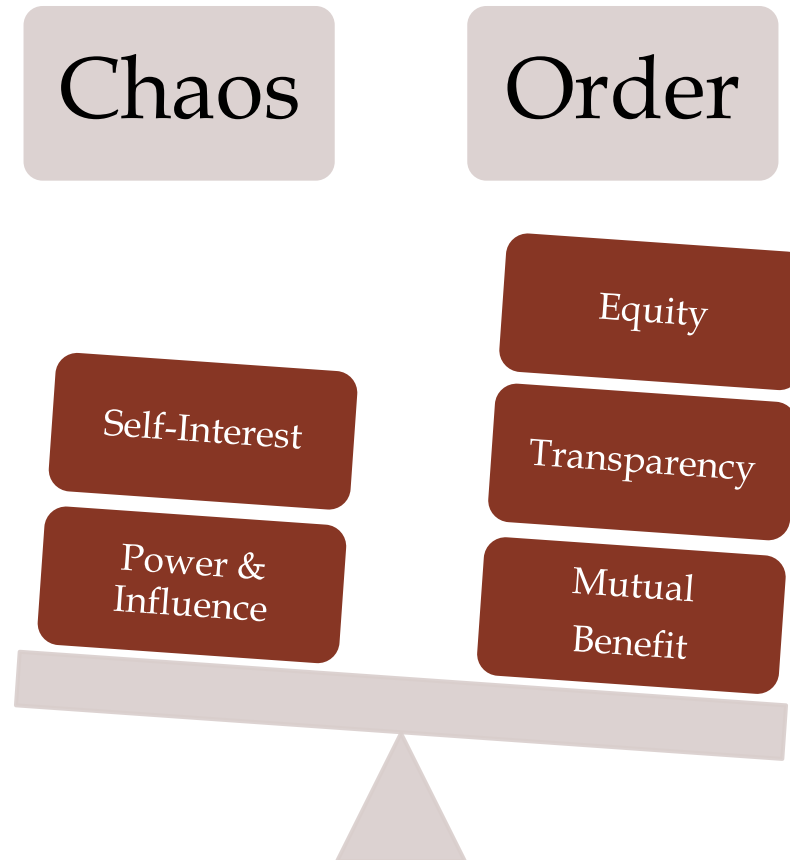 Chaos
Order
Self-Interest
Power &
Influence
Equity
Transparency
Mutual
Benefit